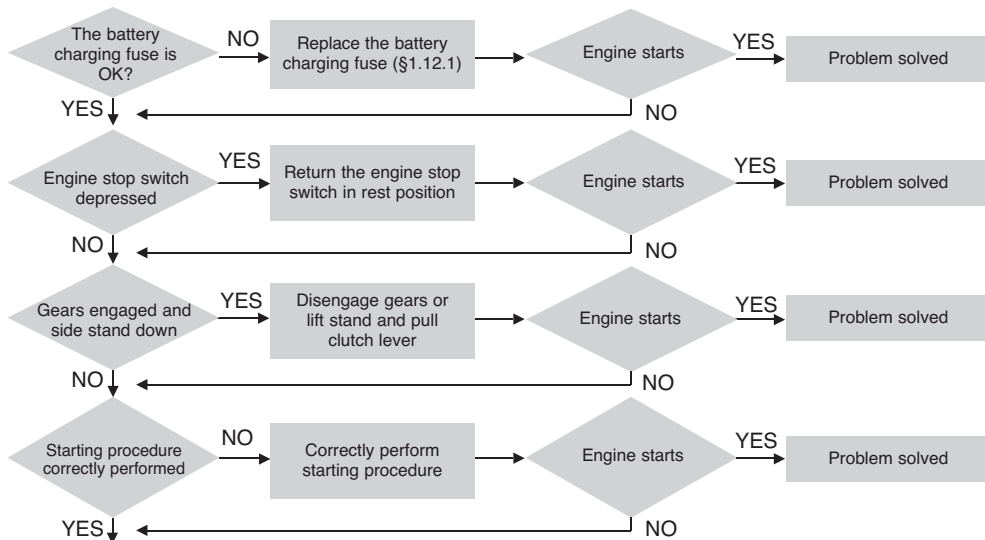 The
battery
charging fuse is
OK?
NO
Replace the battery
charging fuse (§1.12.1)
Engine starts
YES
Problem solved
YES
NO
Engine stop switch
depressed
YES
Return the engine stop
switch in rest position
Engine starts
YES
Problem solved
NO
NO
Gears engaged and
side stand down
YES
Disengage gears or
lift stand and pull
clutch lever
Engine starts
YES
Problem solved
NO
NO
Starting procedure
correctly performed
NO
Correctly perform
starting procedure
Engine starts
YES
Problem solved
YES
NO